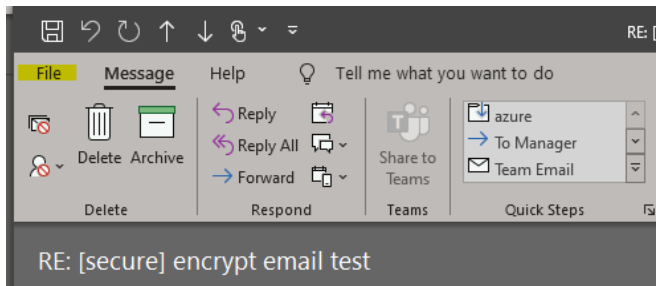 RE: [
File Message Help Tell me what you want to do
Delete Archive
Reply
Reply All
Forward
Share to
Teams
azure
To Manager
Team Email
Delete Respond Teams Quick Steps
RE: [secure] encrypt email test